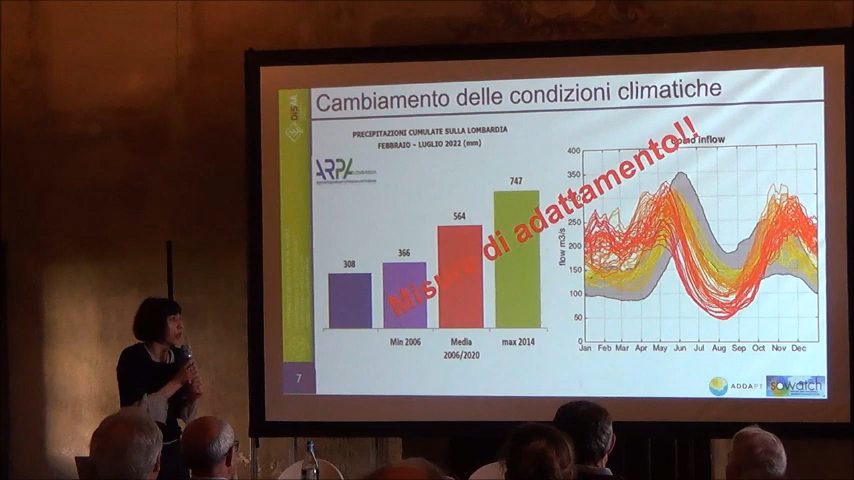 DiSAA
Cambiamento delle condizioni climatiche
PRECIPITAZIONI CUMULATE SULLA LOMBARDIA
FEBBRAIO – LUGLIO 2022 (mm)
ARPA
308
366
564
747
Min 2006
Media
2006/2020
max 2014
Misure di adattamento!!
inflow
flow m3/s
400
350
300
250
200
150
100
50
0
Jan Feb Mar Apr May Jun Jul Aug Sep Oct Nov Dec
7
ADDAPT
sowatch